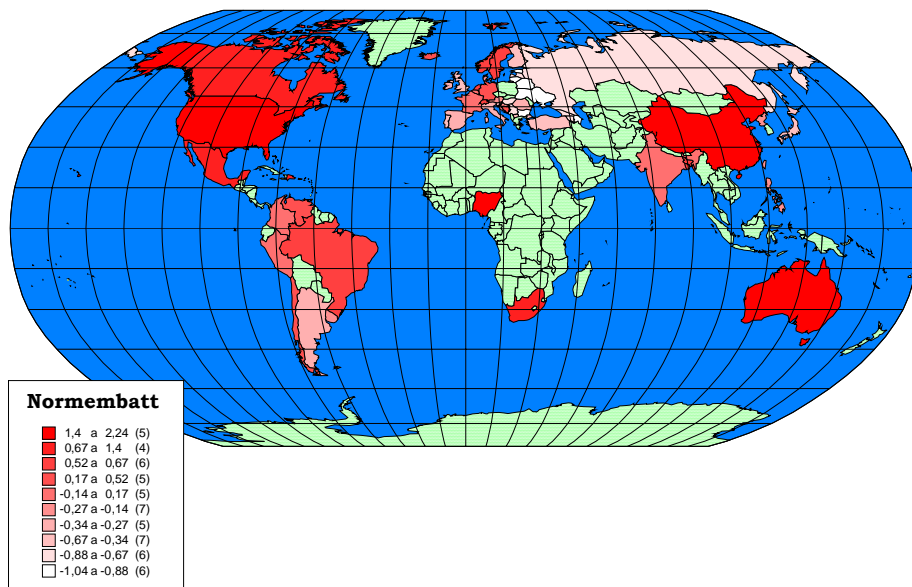 Normembatt
1,4 a 2,24 (5)
0,67 a 1,4 (4)
0,52 a 0,67 (6)
0,17 a 0,52 (5)
-0,14 a 0,17 (5)
-0,27 a -0,14 (7)
-0,34 a -0,27 (5)
-0,67 a -0,34 (7)
-0,88 a -0,67 (6)
-1,04 a -0,88 (6)